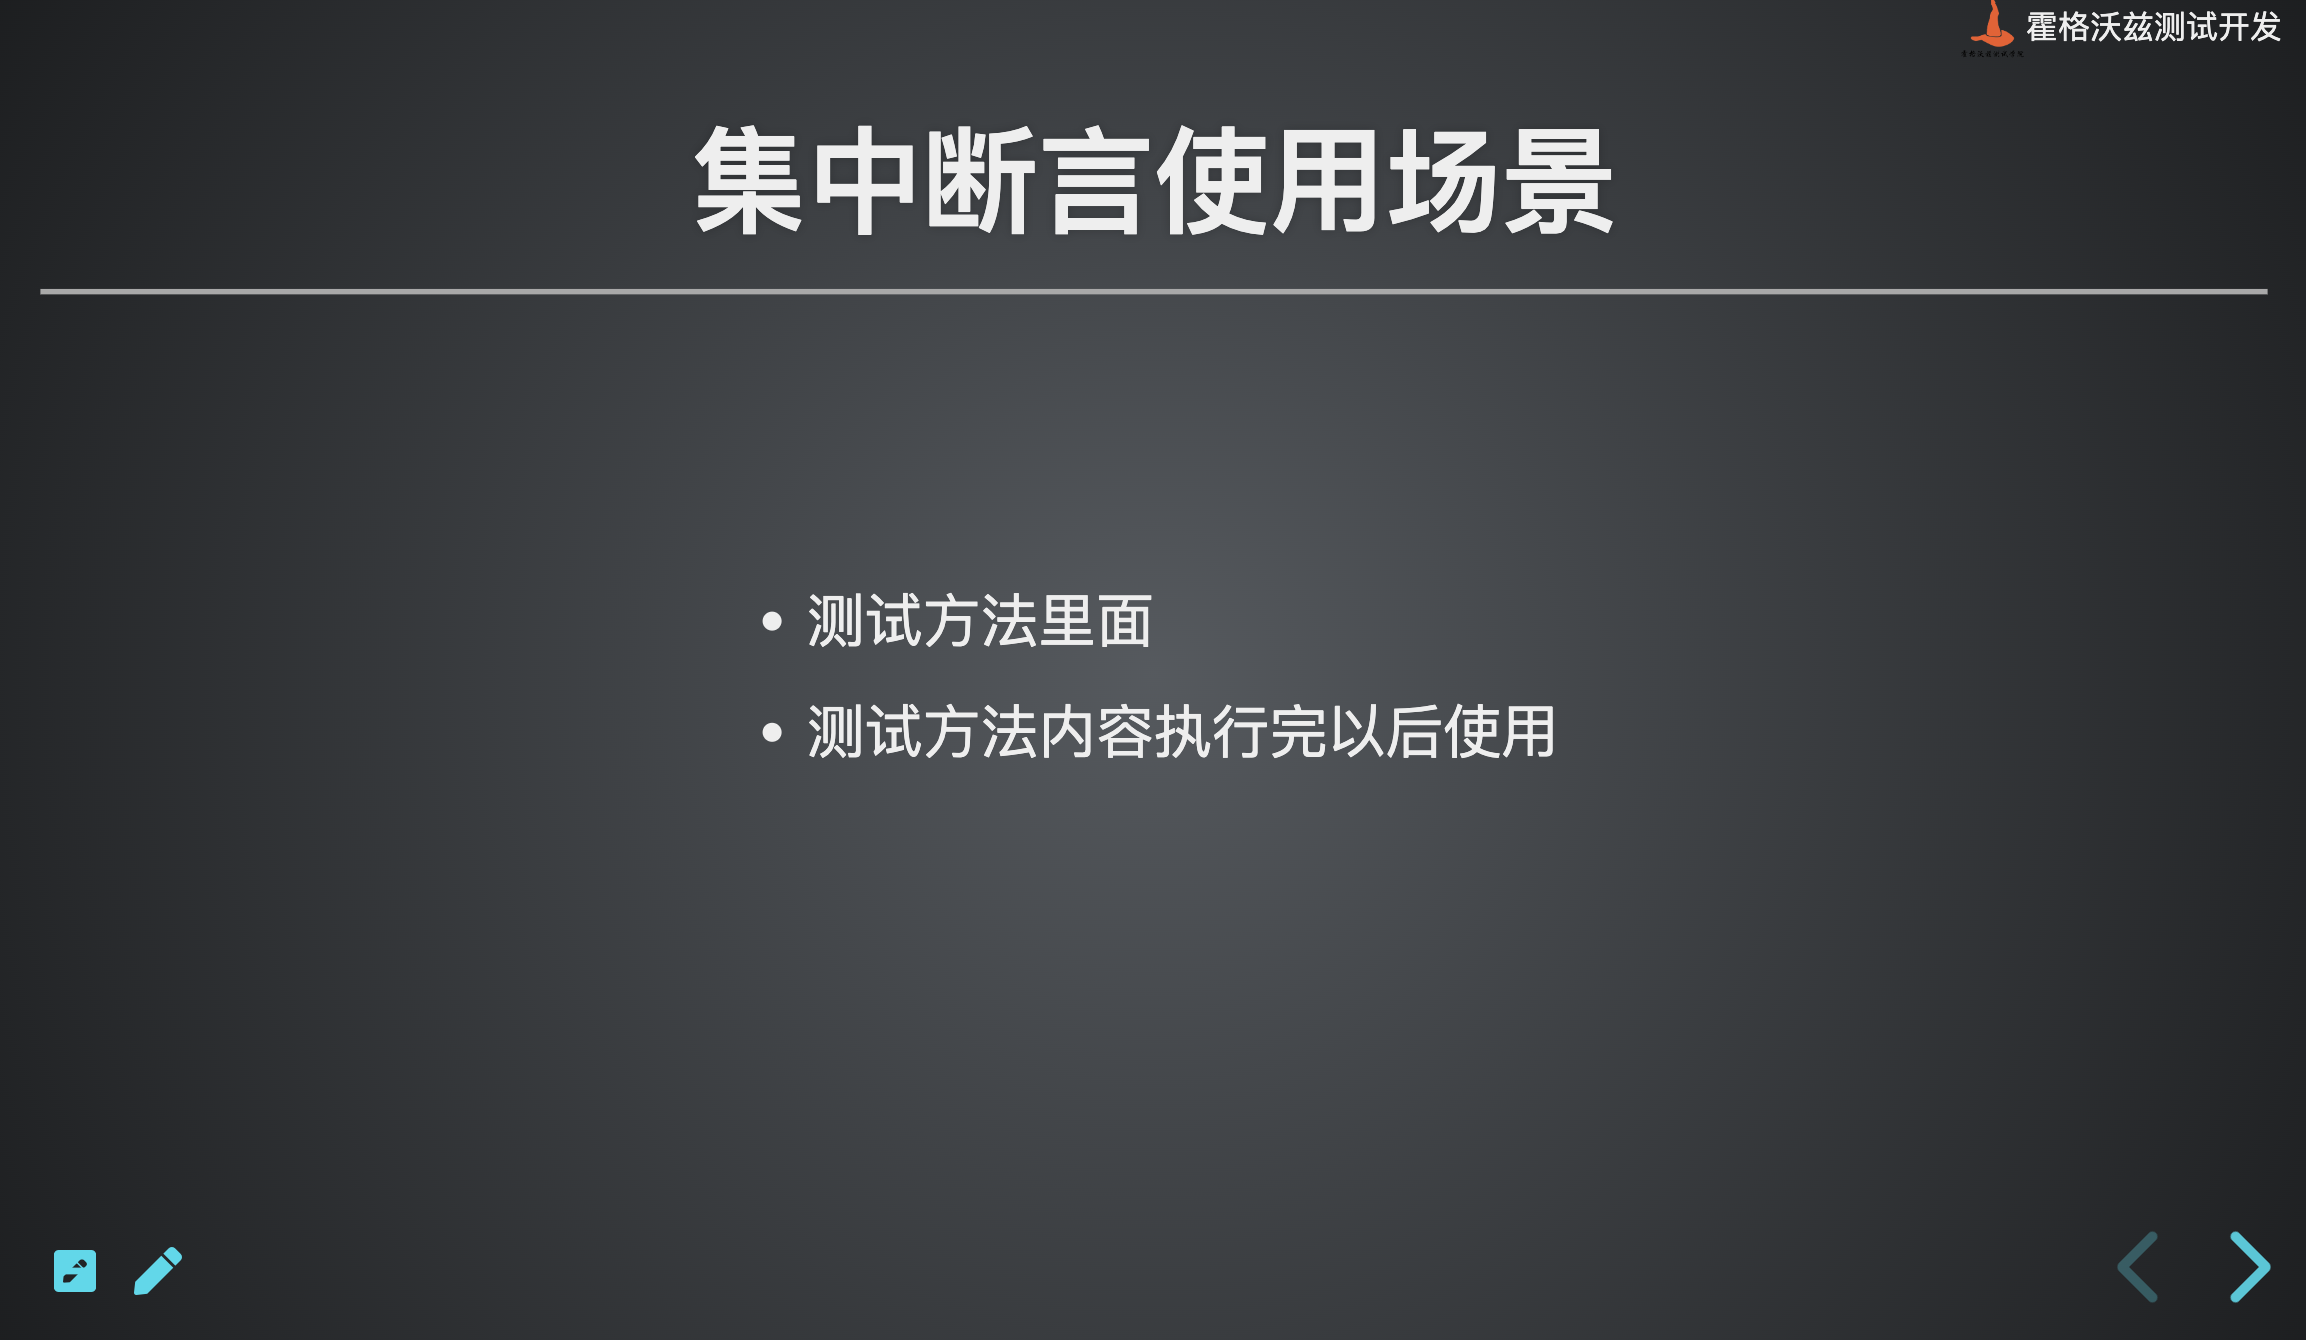 霍格沃兹测试开发
集中断言使用场景
测试方法里面
测试方法内容执行完以后使用